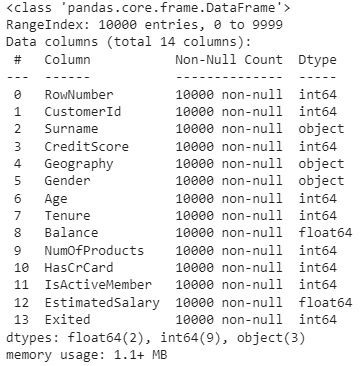 <class 'pandas.core.frame.DataFrame'>
RangeIndex: 10000 entries, 0 to 9999
Data columns (total 14 columns):
 #   Column           Non-Null Count  Dtype
---  ------           --------------  -----
 0   RowNumber        10000 non-null  int64
 1   CustomerId       10000 non-null  int64
 2   Surname          10000 non-null  object
 3   CreditScore      10000 non-null  int64
 4   Geography        10000 non-null  object
 5   Gender           10000 non-null  object
 6   Age              10000 non-null  int64
 7   Tenure           10000 non-null  int64
 8   Balance          10000 non-null  float64
 9   NumOfProducts    10000 non-null  int64
 10  HasCrCard        10000 non-null  int64
 11  IsActiveMember   10000 non-null  int64
 12  EstimatedSalary  10000 non-null  float64
 13  Exited           10000 non-null  int64
dtypes: float64(2), int64(9), object(3)
memory usage: 1.1+ MB